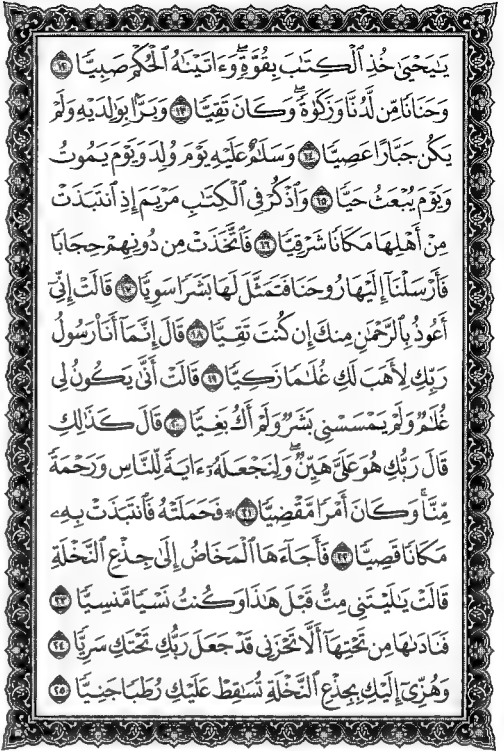 يَٰيَحۡيَىٰ خُذِ ٱلۡكِتَٰبَ بِقُوَّةٖۖ وَءَاتَيۡنَٰهُ ٱلۡحُكۡمَ صَبِيّٗا ١٢
وَحَنَانٗا مِّن لَّدُنَّا وَزَكَوٰةٗۖ وَكَانَ تَقِيّٗا ١٣ وَبَرَّۢا بِوَٰلِدَيۡهِ وَلَمۡ
يَكُن جَبَّارًا عَصِيّٗا ١٤ وَسَلَٰمٌ عَلَيۡهِ يَوۡمَ وُلِدَ وَيَوۡمَ يَمُوتُ
وَيَوۡمَ يُبۡعَثُ حَيّٗا ١٥ وَٱذۡكُرۡ فِي ٱلۡكِتَٰبِ مَرۡيَمَ إِذِ ٱنتَبَذَتۡ
مِنۡ أَهۡلِهَا مَكَانٗا شَرۡقِيّٗا ١٦ فَٱتَّخَذَتۡ مِن دُونِهِمۡ حِجَابٗا
فَأَرۡسَلۡنَآ إِلَيۡهَا رُوحَنَا فَتَمَثَّلَ لَهَا بَشَرٗا سَوِيّٗا ١٧ قَالَتۡ إِنِّيٓ
أَعُوذُ بِٱلرَّحۡمَٰنِ مِنكَ إِن كُنتَ تَقِيّٗا ١٨ قَالَ إِنَّمَآ أَنَا۠ رَسُولُ
رَبِّكِ لِأَهَبَ لَكِ غُلَٰمٗا زَكِيّٗا ١٩ قَالَتۡ أَنَّىٰ يَكُونُ لِي
غُلَٰمٞ وَلَمۡ يَمۡسَسۡنِي بَشَرٞ وَلَمۡ أَكُ بَغِيّٗا ٢٠ قَالَ كَذَٰلِكِ
قَالَ رَبُّكِ هُوَ عَلَيَّ هَيِّنٞۖ وَلِنَجۡعَلَهُۥٓ ءَايَةٗ لِّلنَّاسِ وَرَحۡمَةٗ
مِّنَّاۚ وَكَانَ أَمۡرٗا مَّقۡضِيّٗا ٢١ ۞ فَحَمَلَتۡهُ فَٱنتَبَذَتۡ بِهِۦ
مَكَانٗا قَصِيّٗا ٢٢ فَأَجَآءَهَا ٱلۡمَخَاضُ إِلَىٰ جِذۡعِ ٱلنَّخۡلَةِ
قَالَتۡ يَٰلَيۡتَنِي مِتُّ قَبۡلَ هَٰذَا وَكُنتُ نَسۡيٗا مَّنسِيّٗا ٢٣
فَنَادَىٰهَا مِن تَحۡتِهَآ أَلَّا تَحۡزَنِي قَدۡ جَعَلَ رَبُّكِ تَحۡتَكِ سَرِيّٗا ٢٤
وَهُزِّيٓ إِلَيۡكِ بِجِذۡعِ ٱلنَّخۡلَةِ تُسَٰقِطۡ عَلَيۡكِ رُطَبٗا جَنِيّٗا ٢٥